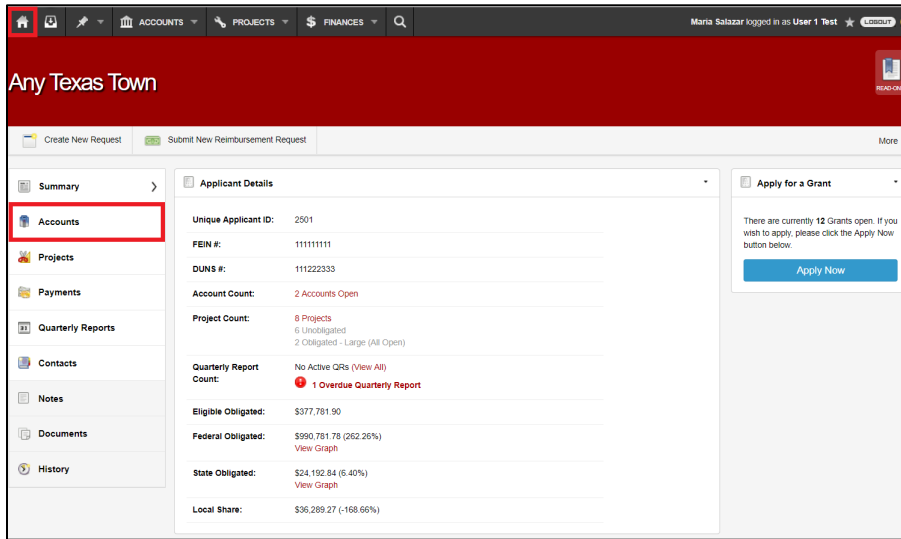 ACCOUNTS PROJECTS $ FINANCES Maria Salazar logged in as User 1 Test LOGOUT
Any Texas Town
Create New Request Submit New Reimbursement Request More
Summary
Accounts
Projects
Payments
31 Quarterly Reports
Contacts
Notes
Documents
History
Applicant Details
Unique Applicant ID: 2501
FEIN #: 111111111
DUNS #: 111222333
Account Count: 2 Accounts Open
Project Count: 8 Projects
6 Unobligated
2 Obligated - Large (All Open)
Quarterly Report Count: No Active QRs (View All)
1 Overdue Quarterly Report
Eligible Obligated: $377,781.90
Federal Obligated: $990,781.78 (262.26%)
View Graph
State Obligated: $24,192.84 (6.40%)
View Graph
Local Share: $36,289.27 (-168.66%)
Apply for a Grant
There are currently 12 Grants open. If you
wish to apply, please click the Apply Now
button below.
Apply Now